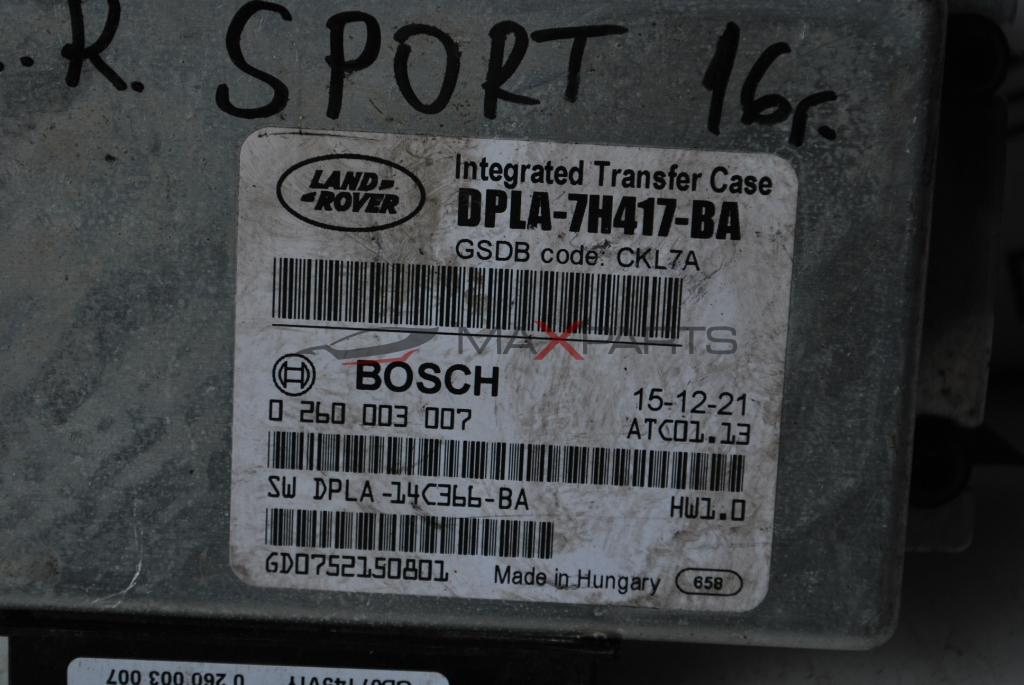 ..R. SPORT 16г.
LAND-
-ROVER
Integrated Transfer Case
DPLA-7H417-BA
GSDB code: CKL7A
MAXPARTS
BOSCH
15-12-21
0 260 003 007
ATC01.13
SW DPLA-14C366-BA
HW1.0
GD0752150801
Made in Hungary
658
0 260 003 007